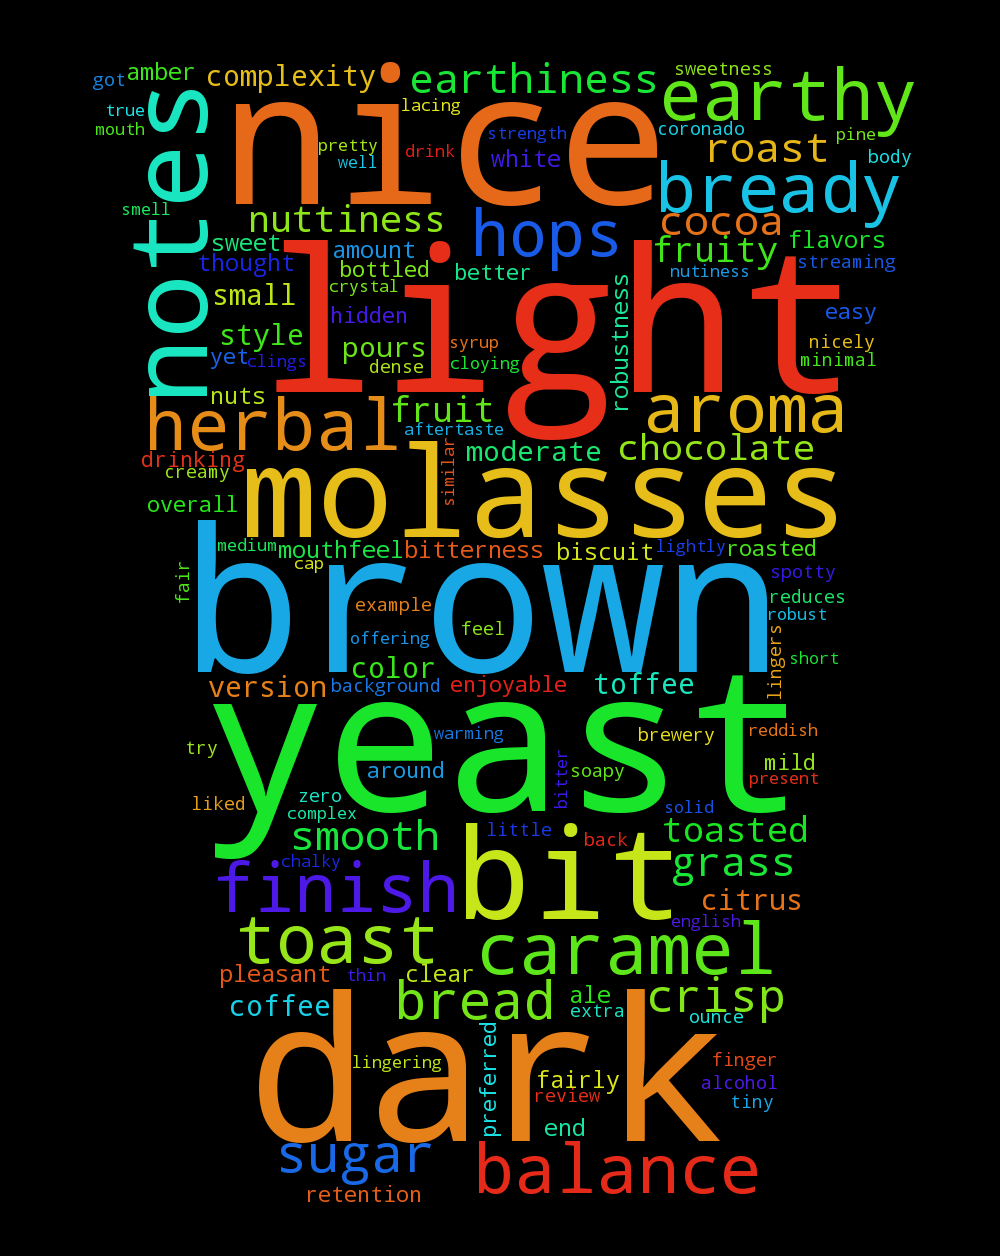 got amber complexity earthiness sweetness earthy
true mouth notes nice lacing strength coronado pine
pretty well drink white roast body
smell nuttiness hops bready cocoa
sweet amount fruity flavors
thought bottled better nutiness streaming
small crystal light robustness
hidden easy
style pours syrup nicely
yet clings dense cloying minimal
nuts fruit aroma
herbal aftertaste
drinking similar moderate chocolate
creamy molasses
overall
medium mouthfeel bitterness biscuit lightly roasted
fair cap brown spotty
example reduces
offering feel robust
color lingers short
version background enjoyable toffee
yeast warming brewery reddish
try around bitter soapy mild
present
liked zero complex solid
smooth little back toasted
chalky bit grass
finish citrus
toast english
caramel
pleasant thin clear
coffee bread ale crisp
extra ounce
dark
lingering preferred fairly finger
review alcohol
tiny
end
sugar balance
retention